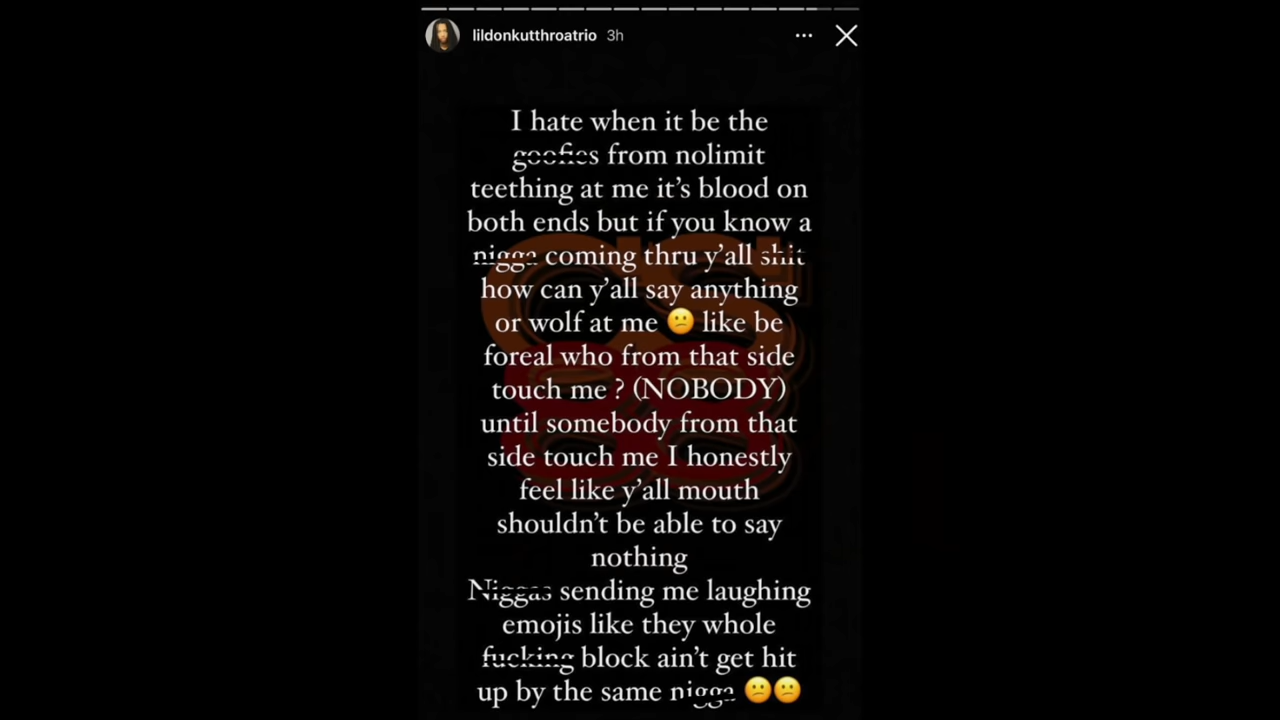 lildonkutthroatrio 3h
I hate when it be the
goofies from nolimit
teething at me it's blood on
both ends but if you know a
nigga coming thru y'all shit
how can y'all say anything
or wolf at me 😕 like be
foreal who from that side
touch me ? (NOBODY)
until somebody from that
side touch me I honestly
feel like y'all mouth
shouldn't be able to say
nothing
Niggas sending me laughing
emojis like they whole
fucking block ain't get hit
up by the same nigga 😕😕